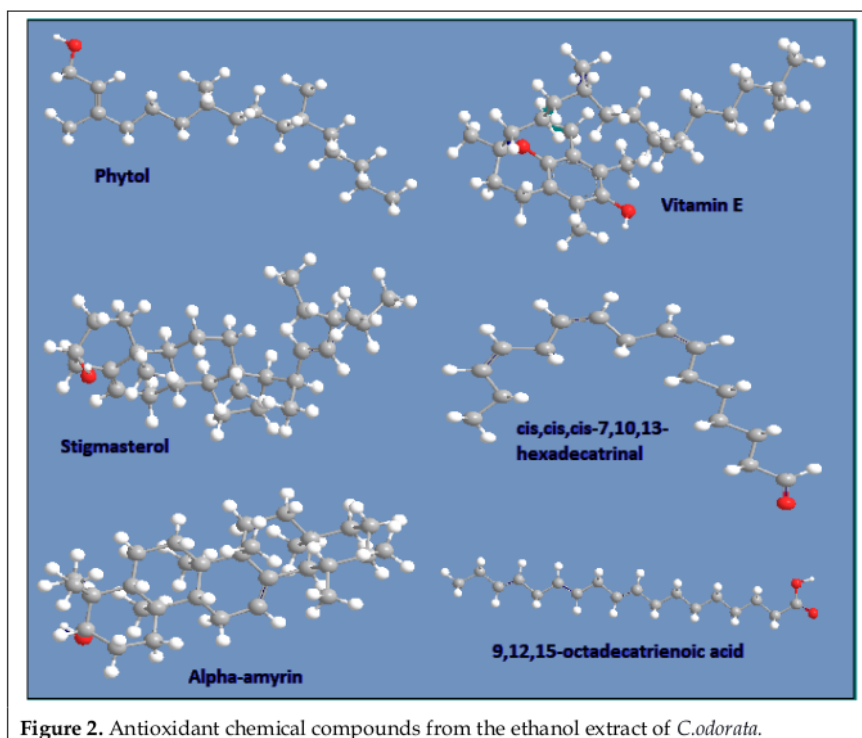 Phytol
Vitamin E
Stigmasterol
cis,cis,cis-7,10,13-
hexadecatrinal
Alpha-amyrin
9,12,15-octadecatrienoic acid
Figure 2. Antioxidant chemical compounds from the ethanol extract of C.odorata.